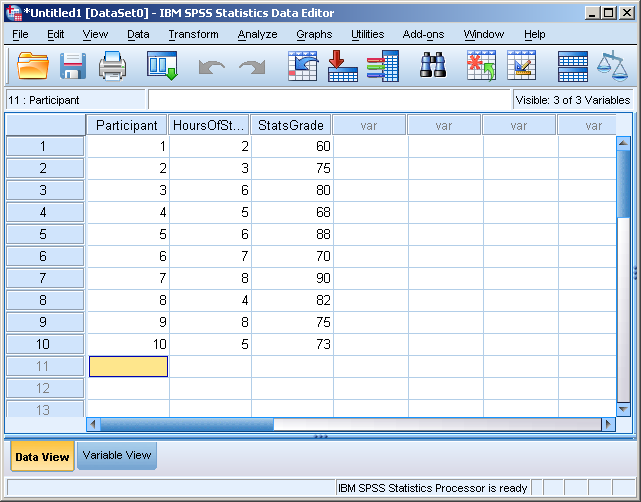 *Untitled1 [DataSet0] - IBM SPSS Statistics Data Editor
File Edit View Data Transform Analyze Graphs Utilities Add-ons Window Help
11 : Participant Visible: 3 of 3 Variables
Participant HoursOfSt... StatsGrade var var var var
1 1 2 60
2 2 3 75
3 3 6 80
4 4 5 68
5 5 6 88
6 6 7 70
7 7 8 90
8 8 4 82
9 9 8 75
10 10 5 73
11
12
13
Data View Variable View
IBM SPSS Statistics Processor is ready